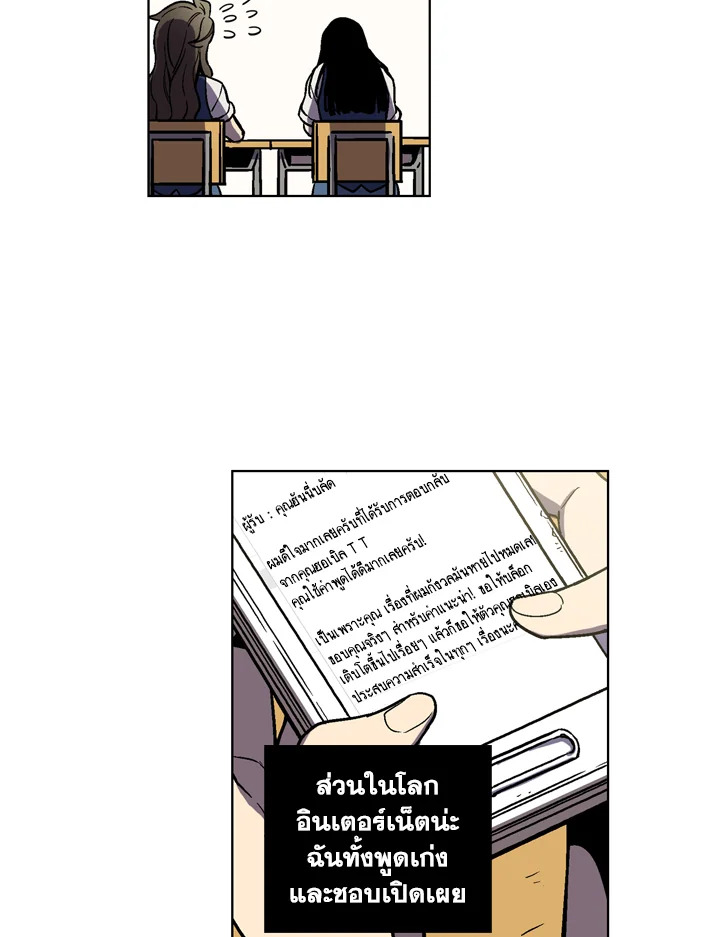 ผู้รับ : คุณฮันนี่บลัด
ผมดีใจมากเลยครับที่ได้รับการตอบกลับ
จากคุณฮอเบิล T T
คุณใช้คำพูดได้ดีมากเลยครับ!
เป็นเพราะคุณ เรื่องที่ผมกังวลมันหายไปหมดเล
ขอบคุณจริงๆ สำหรับคำแนะนำ! ขอให้บล็อก
เติบโตขึ้นไปเรื่อยๆ แล้วก็ขอให้ตัวคุณฮอเบิลเอง
ประสบความสำเร็จในทุกๆ เรื่องนะ
ส่วนในโลก
อินเตอร์เน็ตน่ะ
ฉันทั้งพูดเก่ง
และชอบเปิดเผย